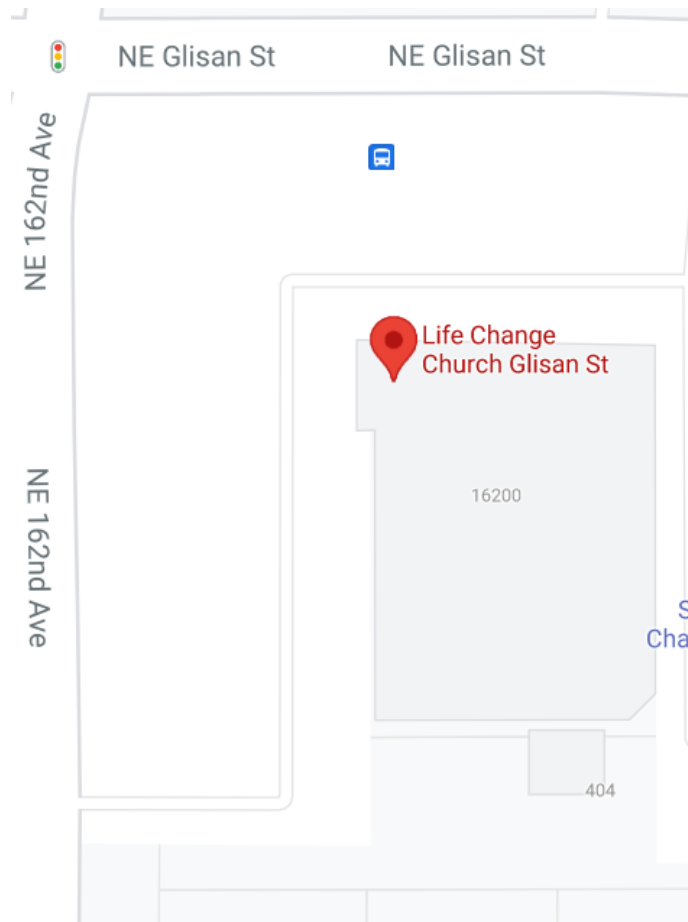 NE Glisan St
NE Glisan St
NE 162nd Ave
Life Change
Church Glisan St
NE 162nd Ave
16200
S
Cha
404